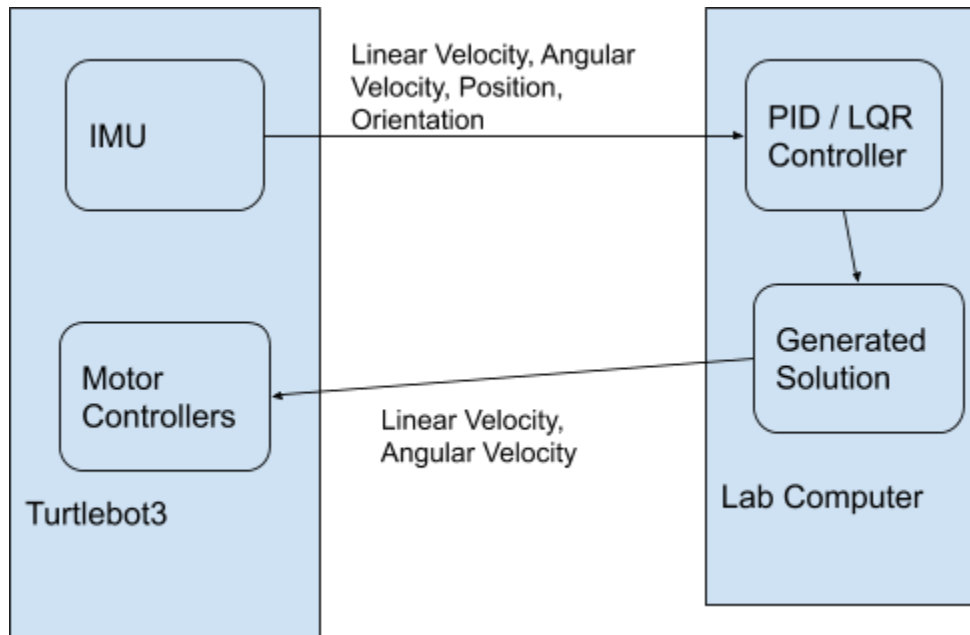 Linear Velocity, Angular
Velocity, Position,
Orientation
IMU
PID / LQR
Controller
Generated
Solution
Motor
Controllers
Linear Velocity,
Angular Velocity
Turtlebot3
Lab Computer